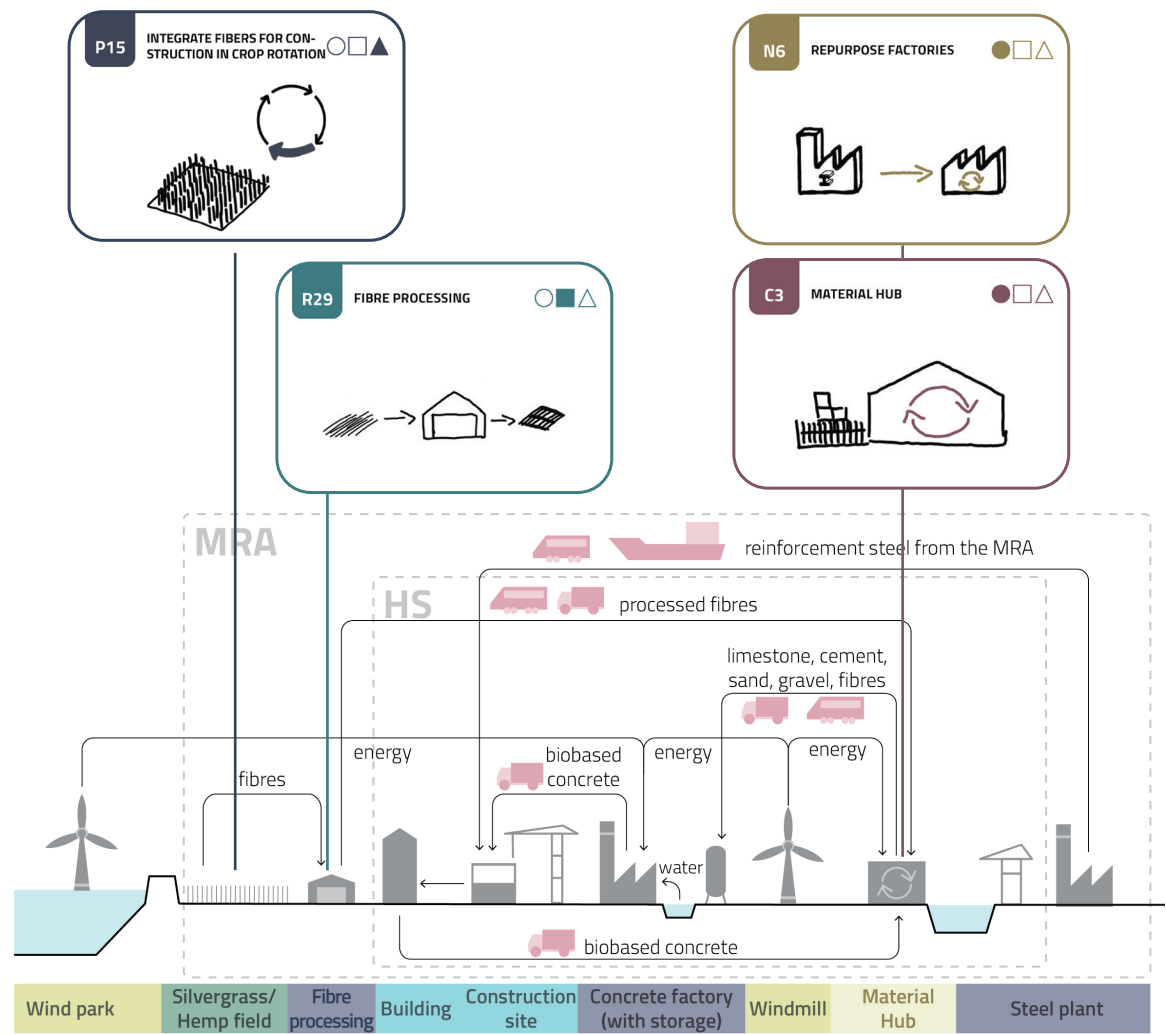 P15
INTEGRATE FIBERS FOR CON-
STRUCTION IN CROP ROTATION
N6
REPURPOSE FACTORIES
R29
FIBRE PROCESSING
C3
MATERIAL HUB
MRA
reinforcement steel from the MRA
HS
processed fibres
limestone, cement,
sand, gravel, fibres
energy
biobased
concrete
energy
energy
fibres
water
biobased concrete
Wind park
Silvergrass/
Hemp field
Fibre
processing
Building
Construction
site
Concrete factory
(with storage)
Windmill
Material
Hub
Steel plant